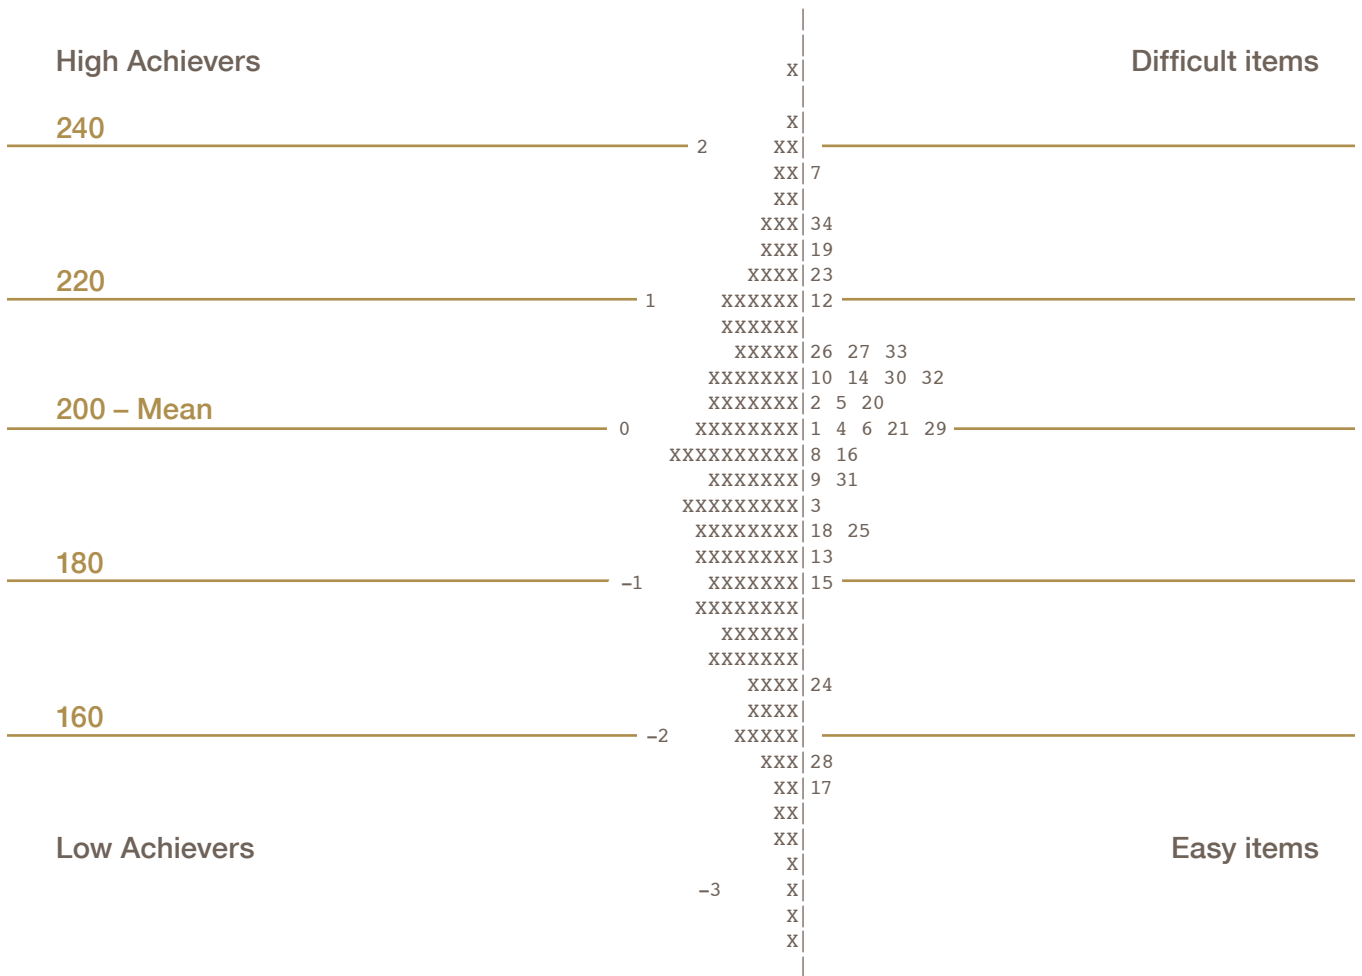 High Achievers
Difficult items
X|
X|
240
2 XX|
XX| 7
XX|
XXX| 34
XXX| 19
XXXX| 23
220
1 XXXXXX| 12
XXXXXX|
XXXXX| 26 27 33
XXXXXXX| 10 14 30 32
XXXXXXX| 2 5 20
200 – Mean
0 XXXXXXXX| 1 4 6 21 29
XXXXXXXXXX| 8 16
XXXXXXX| 9 31
XXXXXXXXX| 3
XXXXXXXX| 18 25
XXXXXXXX| 13
180
–1 XXXXXXX| 15
XXXXXXXX|
XXXXXX|
XXXXXXX|
XXXX| 24
XXXX|
160
–2 XXXXX|
XXX| 28
XX| 17
XX|
XX|
Low Achievers
Easy items
X|
–3 X|
X|
X|